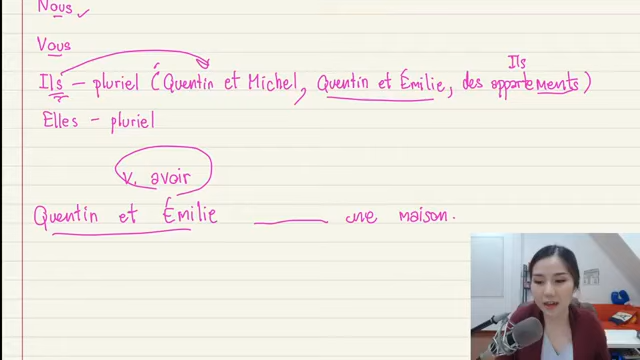 Nous
Vous
Ils
Ils - pluriel (Quentin et Michel, Quentin et Émilie, des appartements)
Elles - pluriel
v. avoir
Quentin et Émilie ______ une maison.